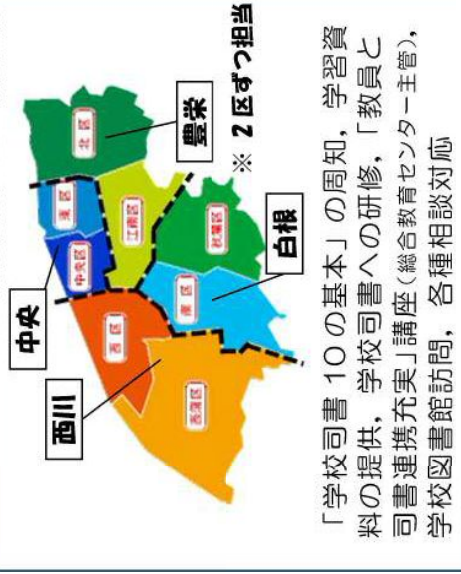 中央
豊栄
※ 2区ずつ担当
西川
白根
北区
東区
中央区
江南区
西区
秋葉区
南区
西蒲区
「学校司書 10の基本」の周知，学習資
料の提供，学校司書への研修，「教員と
司書連携充実」講座(総合教育センター主管)，
学校図書館訪問，各種相談対応